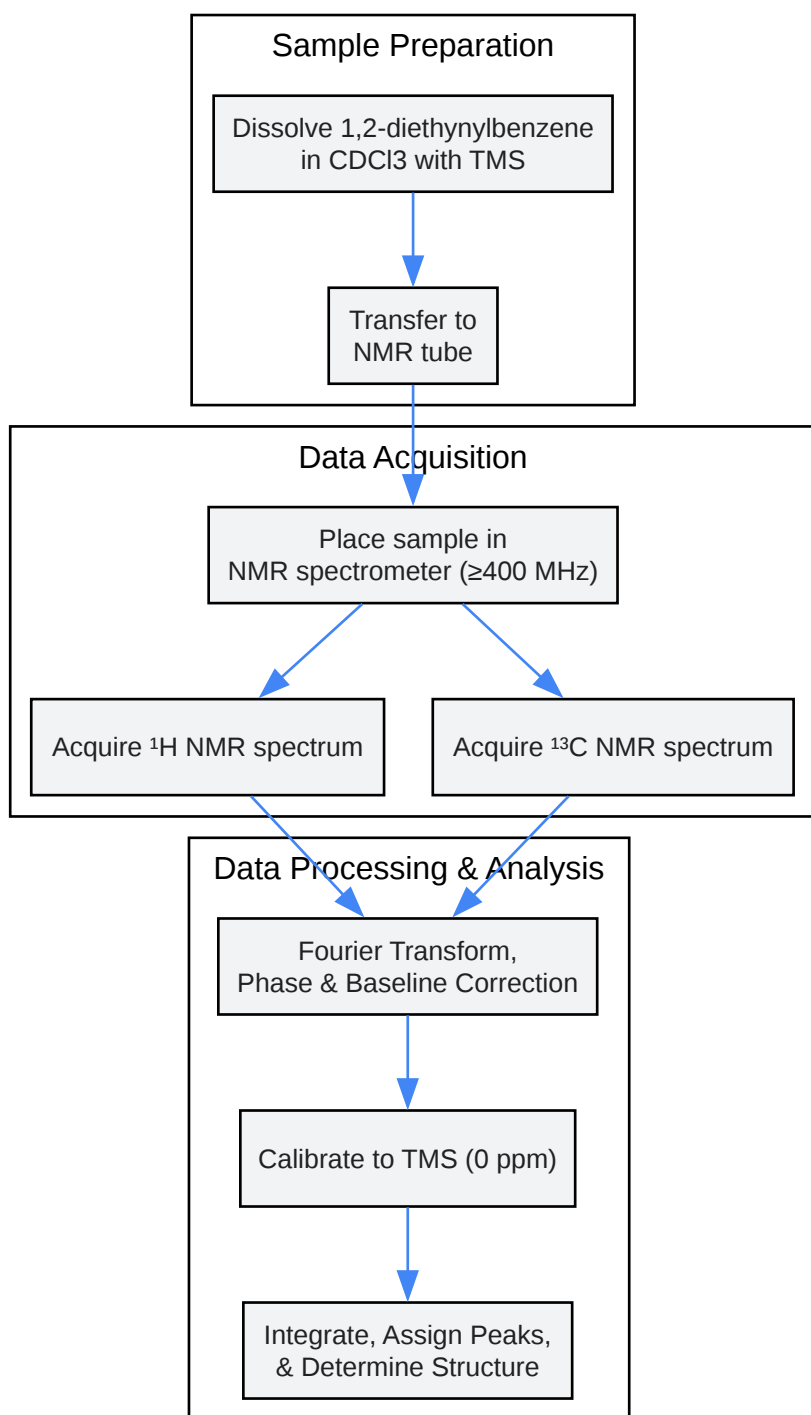 Sample Preparation
Dissolve 1,2-diethynylbenzene
in CDCl3 with TMS
Transfer to
NMR tube
Data Acquisition
Place sample in
NMR spectrometer (≥400 MHz)
Acquire ¹H NMR spectrum
Acquire ¹³C NMR spectrum
Data Processing & Analysis
Fourier Transform,
Phase & Baseline Correction
Calibrate to TMS (0 ppm)
Integrate, Assign Peaks,
& Determine Structure